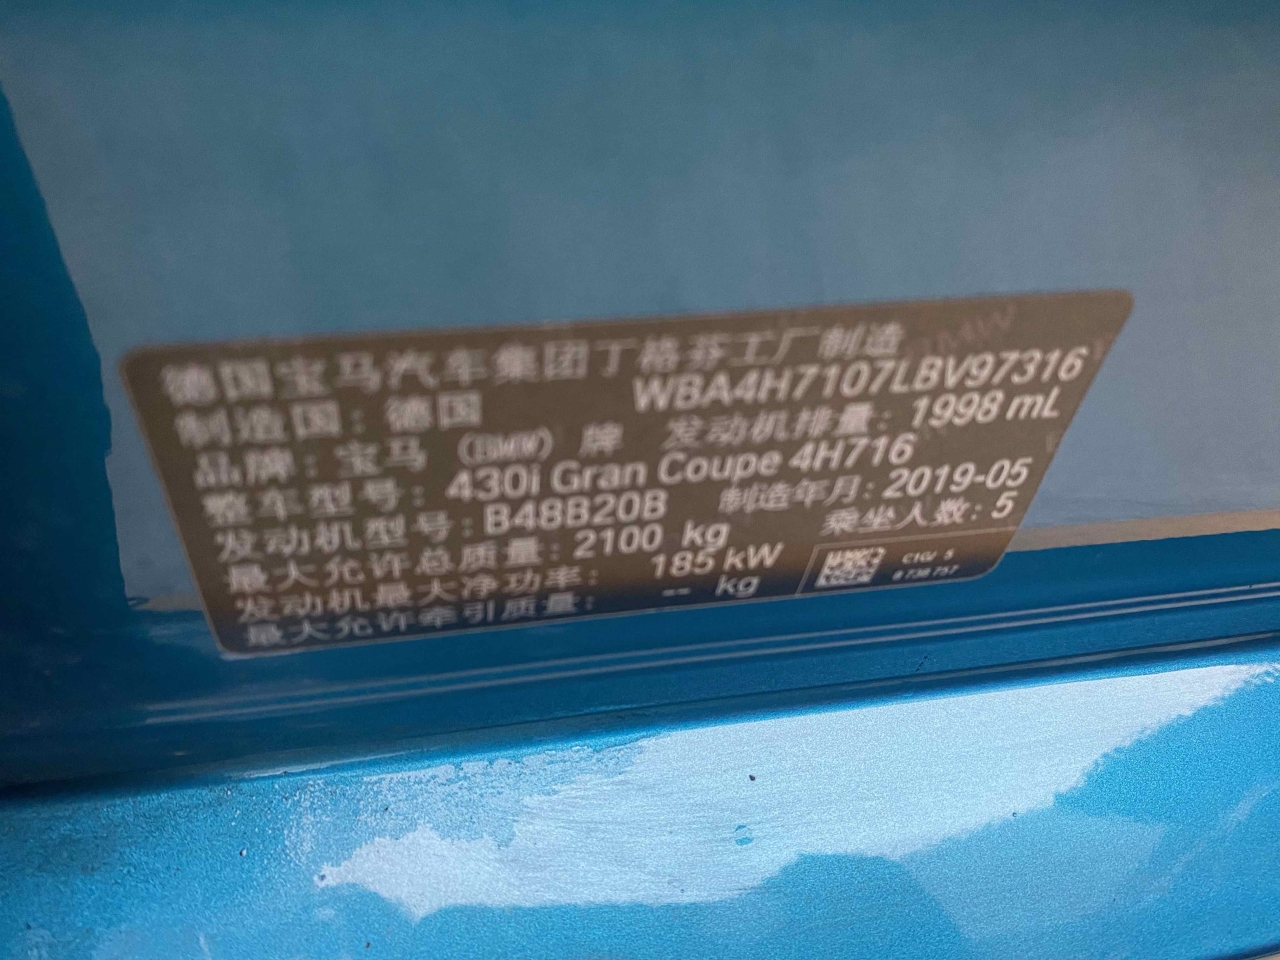 德国宝马汽车集团丁格芬工厂制造
制造国：德国 WBA4H7107LBV97316
品牌：宝马（BMW）牌 发动机排量：1998 mL
整车型号：430i Gran Coupe 4H716
发动机型号：B48B20B 制造年月：2019-05
最大允许总质量：2100 kg 乘坐人数：5
发动机最大净功率：185 kW
最大允许牵引质量：-- kg